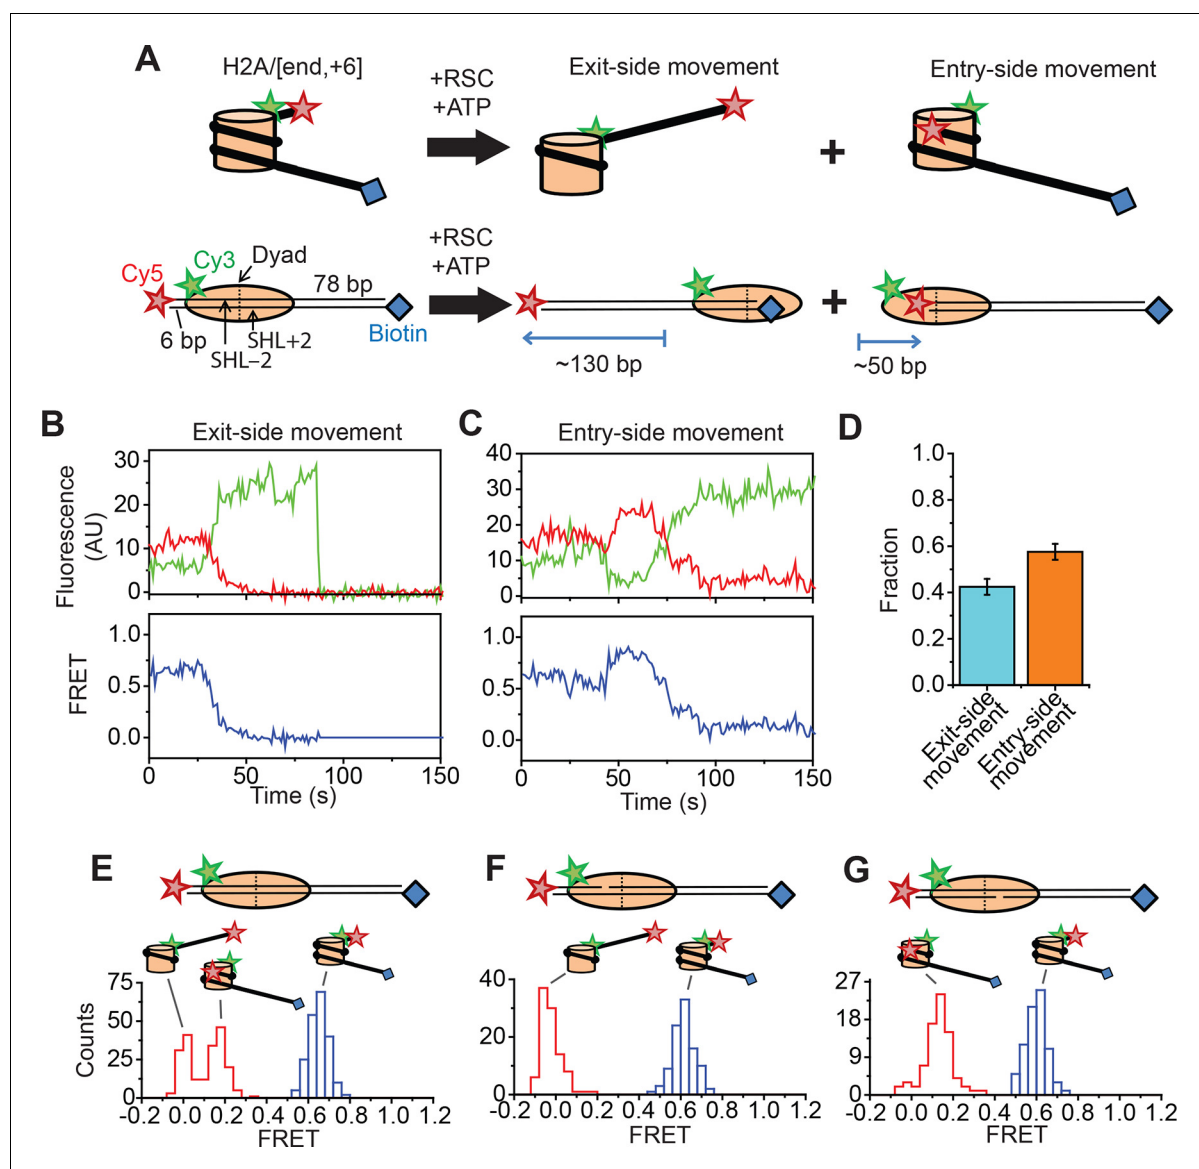 A
H2A/[end,+6]
+RSC
+ATP
Exit-side movement
Entry-side movement
+
Cy5
Cy3
Dyad
78 bp
6 bp
SHL–2
SHL+2
Biotin
+RSC
+ATP
+
~130 bp
~50 bp
B
Exit-side movement
Fluorescence
(AU)
30
20
10
0
FRET
1.0
0.5
0.0
0
50
100
150
Time (s)
C
Entry-side movement
40
30
20
10
0
1.0
0.5
0.0
0
50
100
150
Time (s)
D
Fraction
1.0
0.8
0.6
0.4
0.2
0.0
Exit-side
movement
Entry-side
movement
E
Counts
75
50
25
0
-0.2
0.0
0.2
0.4
0.6
0.8
1.0
1.2
FRET
F
40
20
0
-0.2
0.0
0.2
0.4
0.6
0.8
1.0
1.2
FRET
G
27
18
9
0
-0.2
0.0
0.2
0.4
0.6
0.8
1.0
1.2
FRET